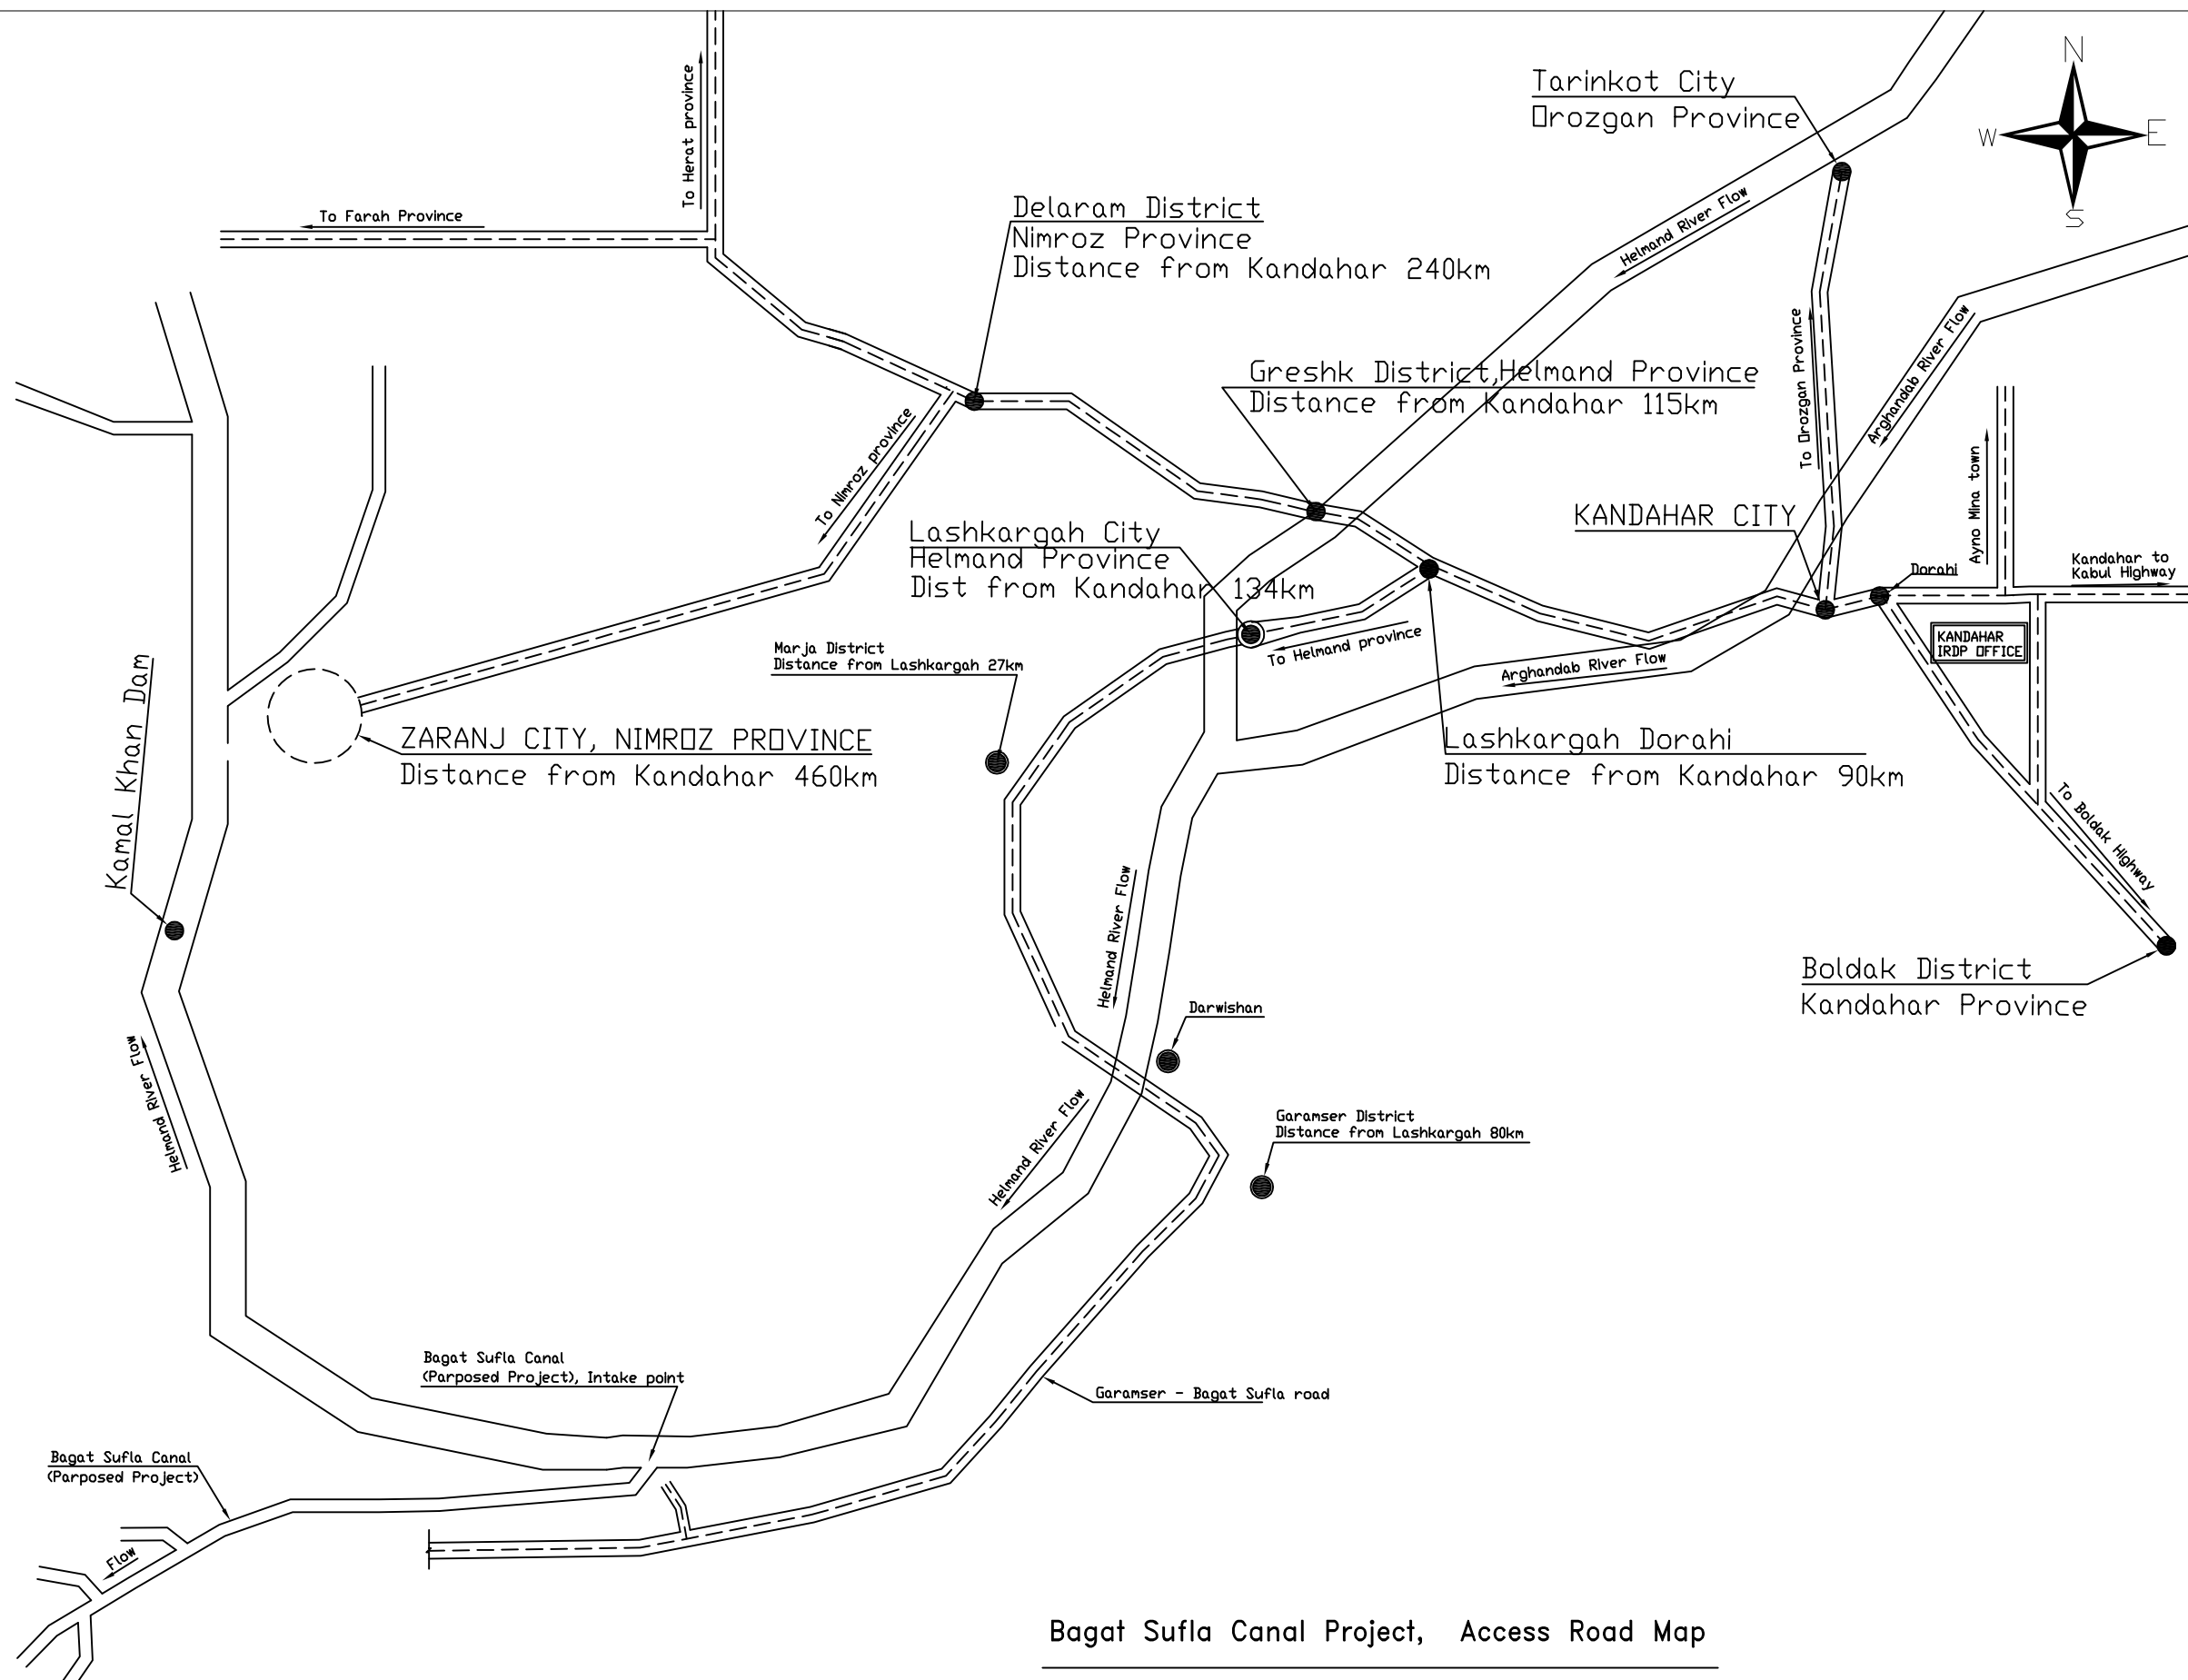 N
W
E
S
Tarinkot City
Orozgan Province
To Herat province
To Farah Province
Delaram District
Nimroz Province
Distance from Kandahar 240km
Helmand River Flow
To Orozgan Province
Arghandab River Flow
Greshk District,Helmand Province
Distance from Kandahar 115km
To Nimroz province
Ayno Mina town
KANDAHAR CITY
Lashkargah City
Helmand Province
Dist from Kandahar 134km
Dorahi
Kandahar to
Kabul Highway
KANDAHAR
IRDP OFFICE
To Helmand province
Marja District
Distance from Lashkargah 27km
Arghandab River Flow
Kamal Khan Dam
ZARANJ CITY, NIMROZ PROVINCE
Distance from Kandahar 460km
Lashkargah Dorahi
Distance from Kandahar 90km
To Boldak Highway
Helmand River Flow
Boldak District
Kandahar Province
Darwishan
Helmand River Flow
Helmand River Flow
Garamser District
Distance from Lashkargah 80km
Bagat Sufla Canal
(Parposed Project), Intake point
Garamser - Bagat Sufla road
Bagat Sufla Canal
(Parposed Project)
Flow
Bagat Sufla Canal Project, Access Road Map